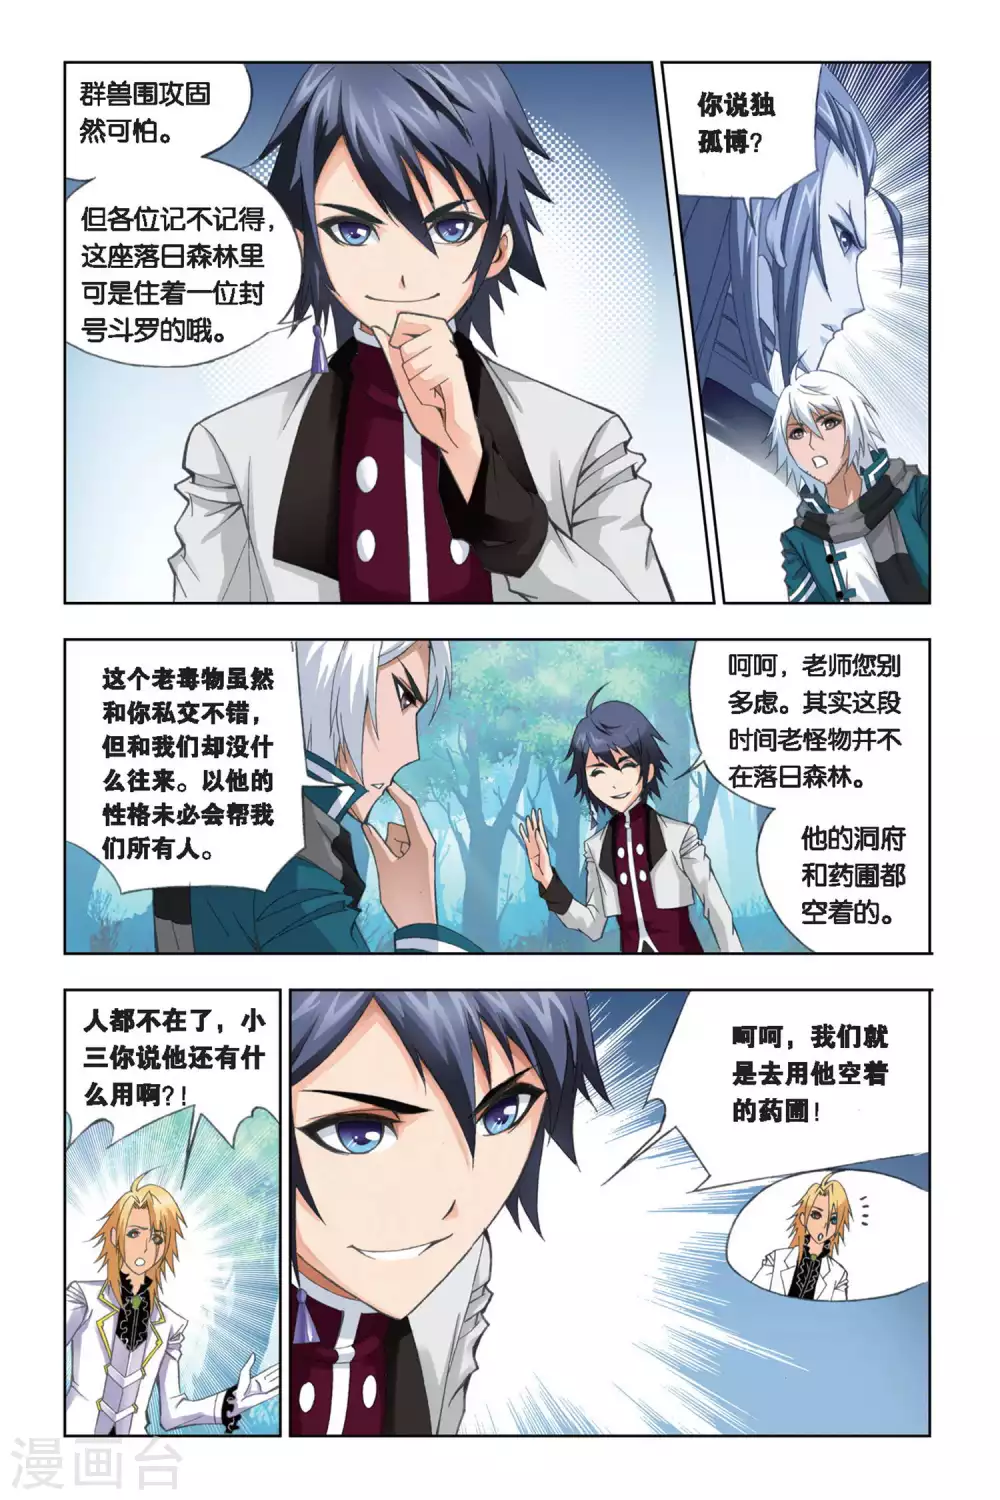 群兽围攻固
然可怕。
但各位记不记得，
这座落日森林里
可是住着一位封
号斗罗的哦。
你说独
孤博？
这个老毒物虽然
和你私交不错，
但和我们却没什
么往来。以他的
性格未必会帮我
们所有人。
呵呵，老师您别
多虑。其实这段
时间老怪物并不
在落日森林。
他的洞府
和药圃都
空着的。
人都不在了，小
三你说他还有什
么用啊？！
呵呵，我们就
是去用他空着
的药圃！
漫画台